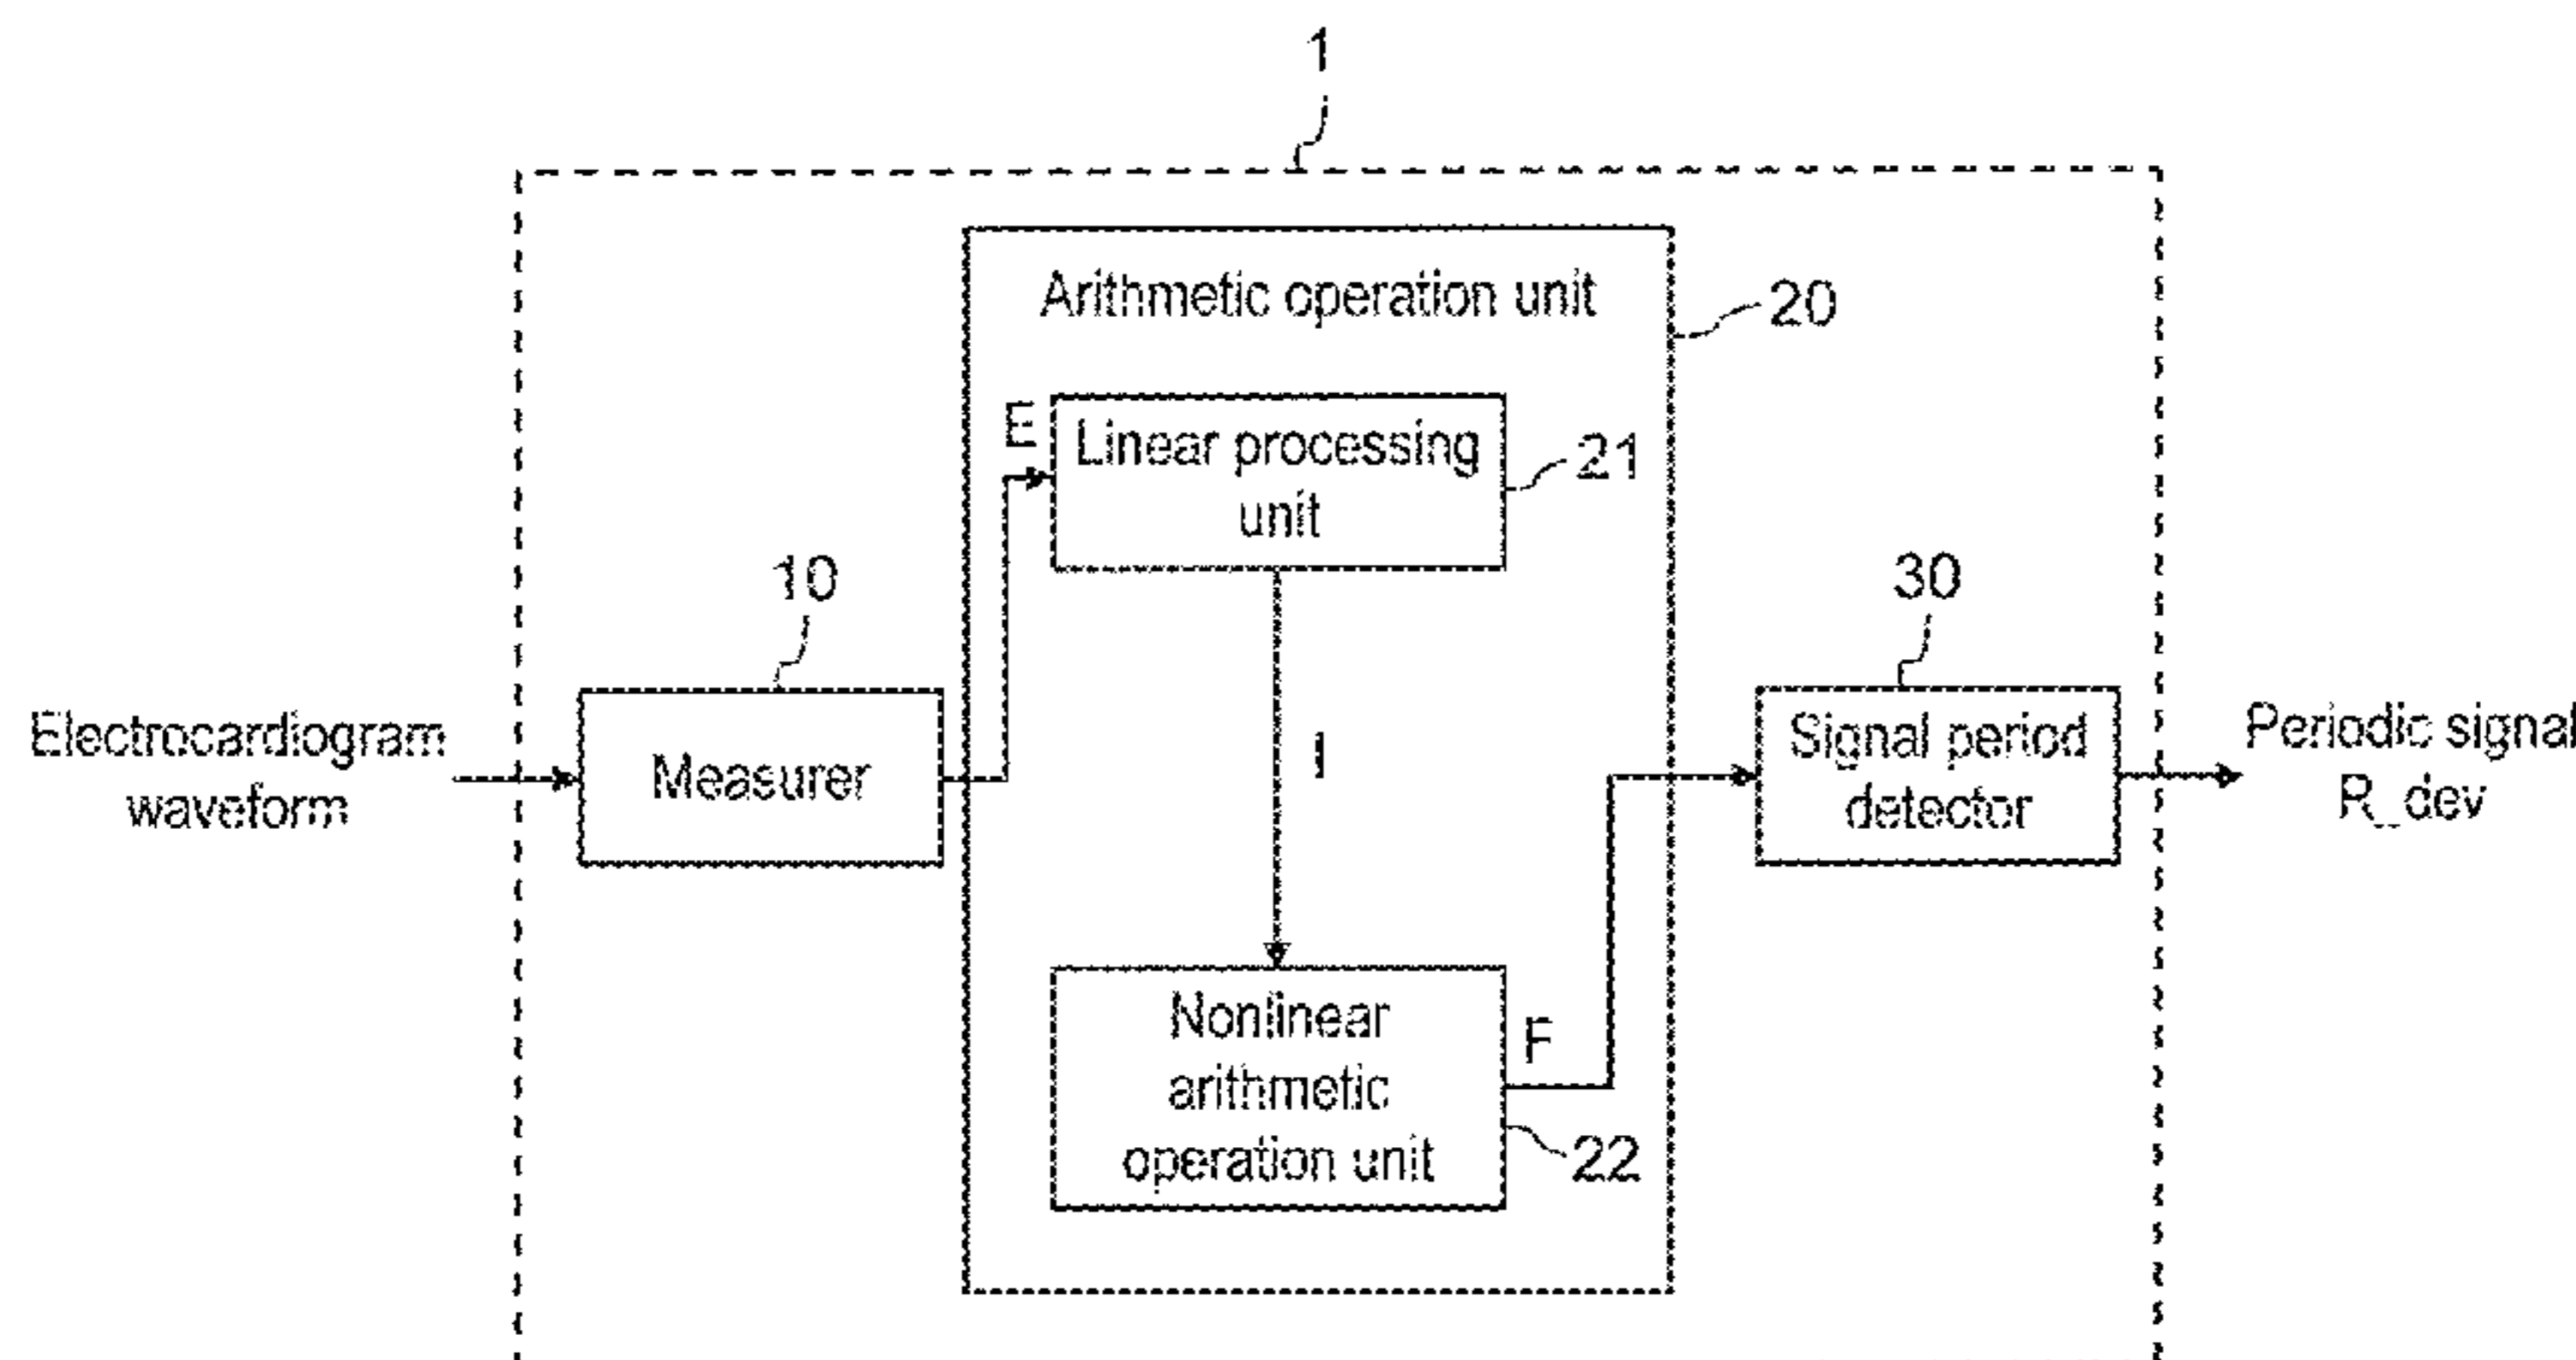 1
Arithmetic operation unit
20
E
Linear processing
unit
21
10
30
Electrocardiogram
waveform
Measurer
I
Signal period
detector
Periodic signal
R_dev
Nonlinear
arithmetic
operation unit
F
22